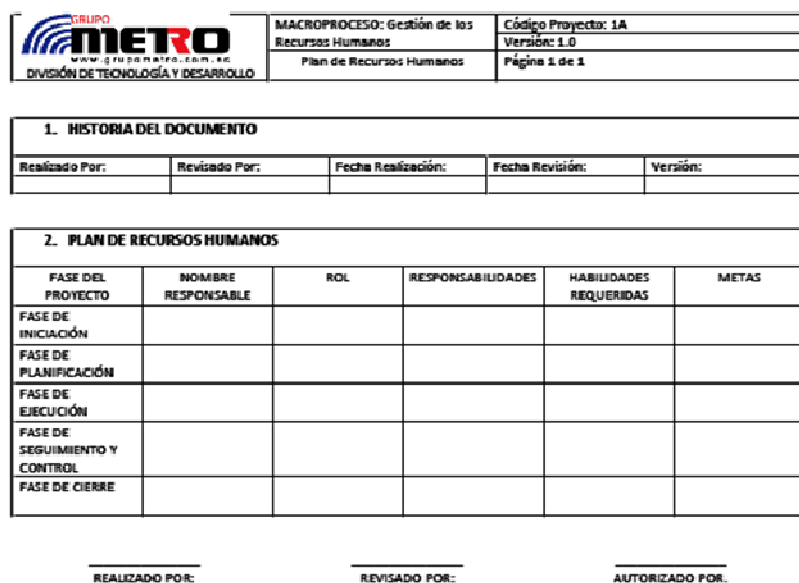 GRUPO
METRO
www.grupometro.com.ec
DIVISIÓN DE TECNOLOGÍA Y DESARROLLO
MACROPROCESO: Gestión de los
Recursos Humanos
Plan de Recursos Humanos
Código Proyecto: 1A
Versión: 1.0
Página 1 de 1
1. HISTORIA DEL DOCUMENTO
Realizado Por:
Revisado Por:
Fecha Realización:
Fecha Revisión:
Versión:
2. PLAN DE RECURSOS HUMANOS
FASE DEL
PROYECTO
NOMBRE
RESPONSABLE
ROL
RESPONSABILIDADES
HABILIDADES
REQUERIDAS
METAS
FASE DE
INICIACIÓN
FASE DE
PLANIFICACIÓN
FASE DE
EJECUCIÓN
FASE DE
SEGUIMIENTO Y
CONTROL
FASE DE CIERRE
REALIZADO POR:
REVISADO POR:
AUTORIZADO POR.